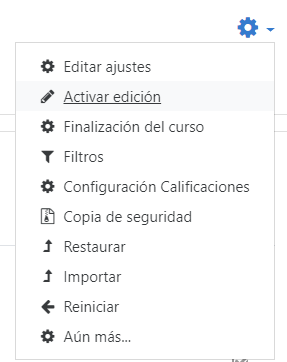 Editar ajustes
Activar edición
Finalización del curso
Filtros
Configuración Calificaciones
Copia de seguridad
Restaurar
Importar
Reiniciar
Aún más...